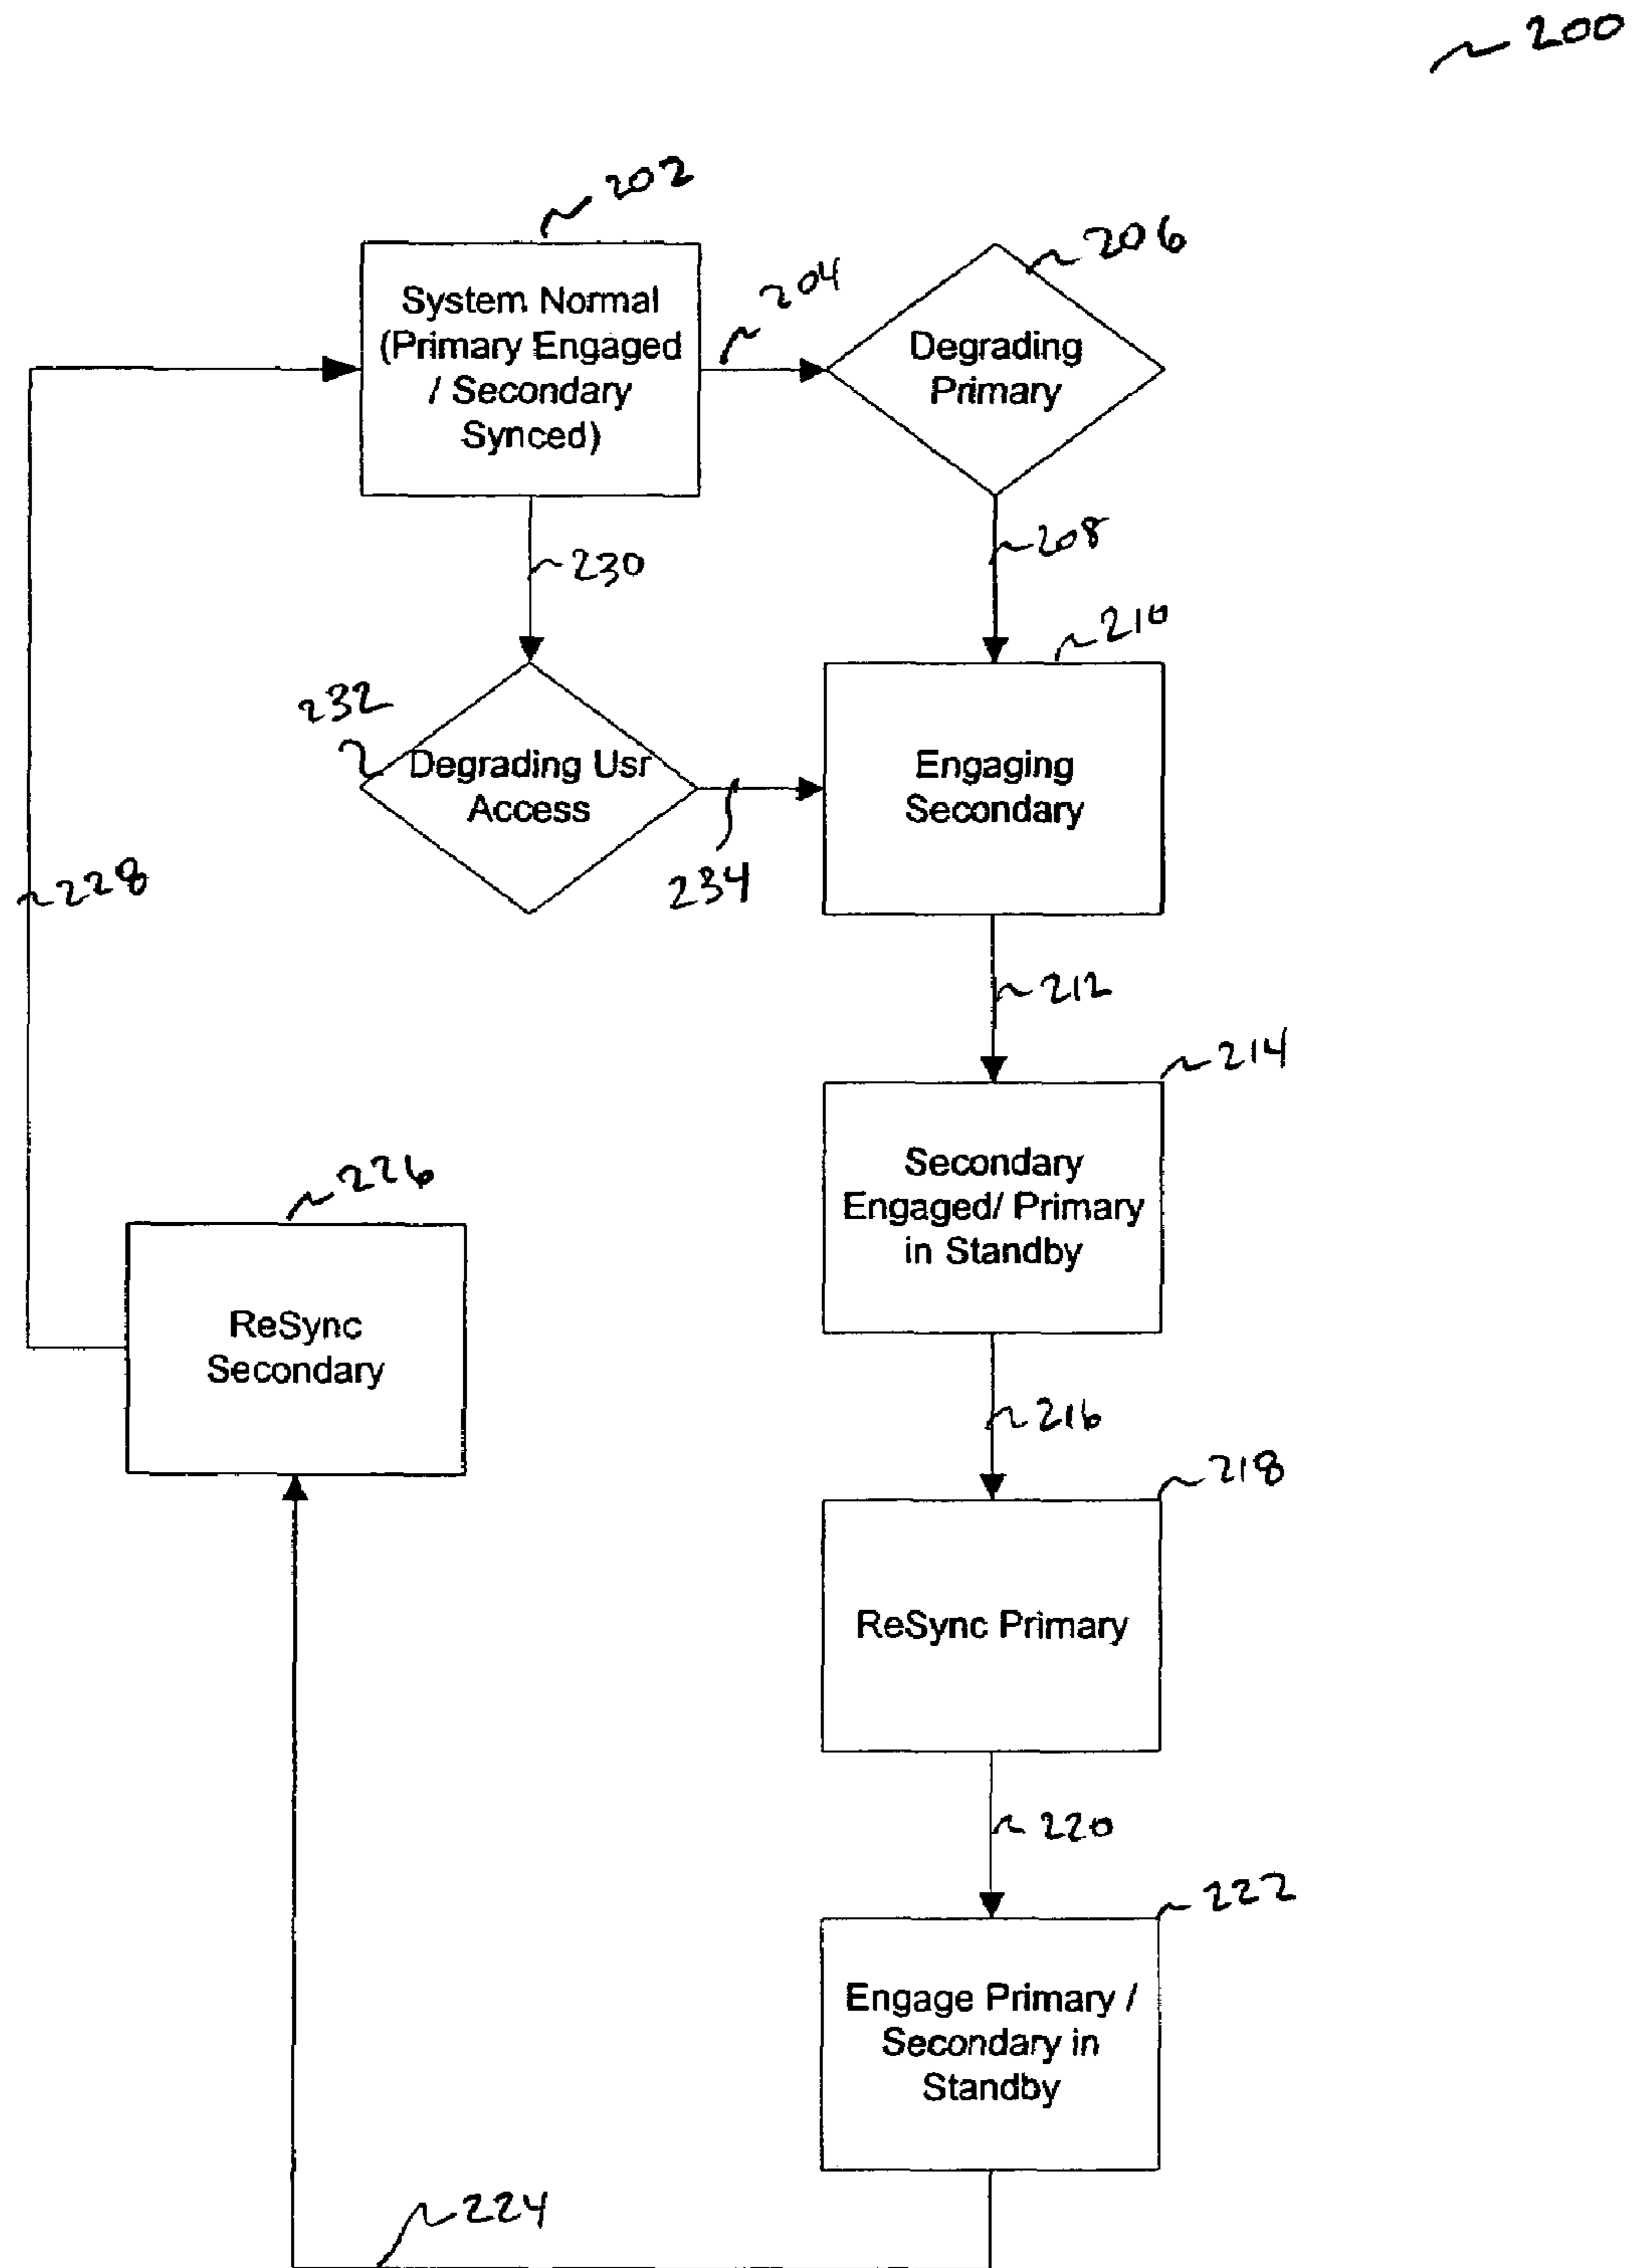 200
202
System Normal
(Primary Engaged
/ Secondary
Synced)
204
206
Degrading
Primary
230
208
210
232
Degrading Usr
Access
234
Engaging
Secondary
228
212
214
Secondary
Engaged/ Primary
in Standby
226
ReSync
Secondary
216
218
ReSync Primary
220
222
Engage Primary /
Secondary in
Standby
224